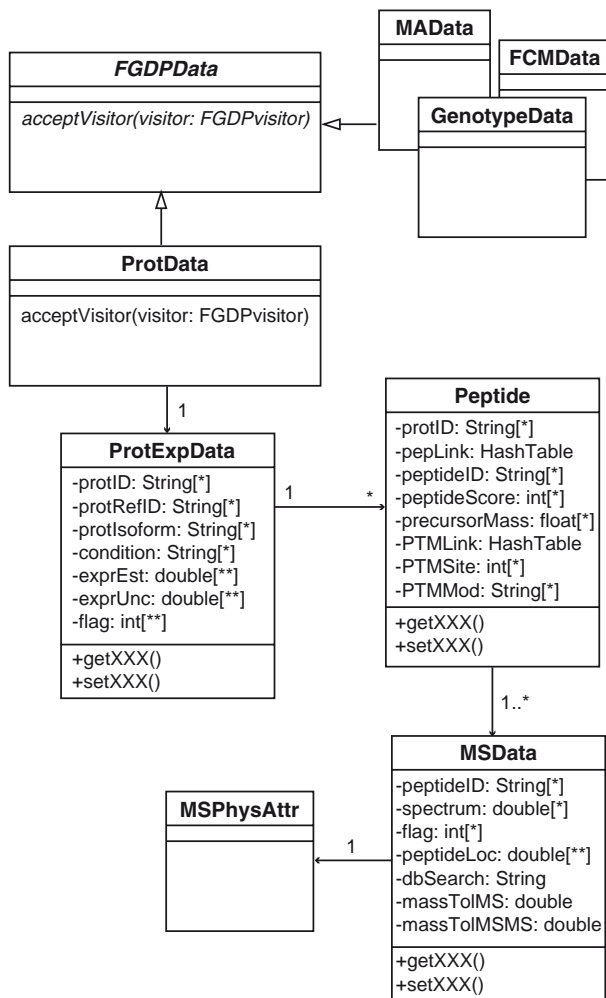 MAData
FCMData
GenotypeData
FGDPData
acceptVisitor(visitor: FGDPvisitor)
ProtData
acceptVisitor(visitor: FGDPvisitor)
1
ProtExpData
-protID: String[*]
-protRefID: String[*]
-protIsoform: String[*]
-condition: String[*]
-exprEst: double[**]
-exprUnc: double[**]
-flag: int[**]
+getXXX()
+setXXX()
1
*
Peptide
-protID: String[*]
-pepLink: HashTable
-peptideID: String[*]
-peptideScore: int[*]
-precursorMass: float[*]
-PTMLink: HashTable
-PTMSite: int[*]
-PTMMod: String[*]
+getXXX()
+setXXX()
1..*
MSData
-peptideID: String[*]
-spectrum: double[*]
-flag: int[*]
-peptideLoc: double[**]
-dbSearch: String
-massTolMS: double
-massTolMSMS: double
+getXXX()
+setXXX()
1
MSPhysAttr